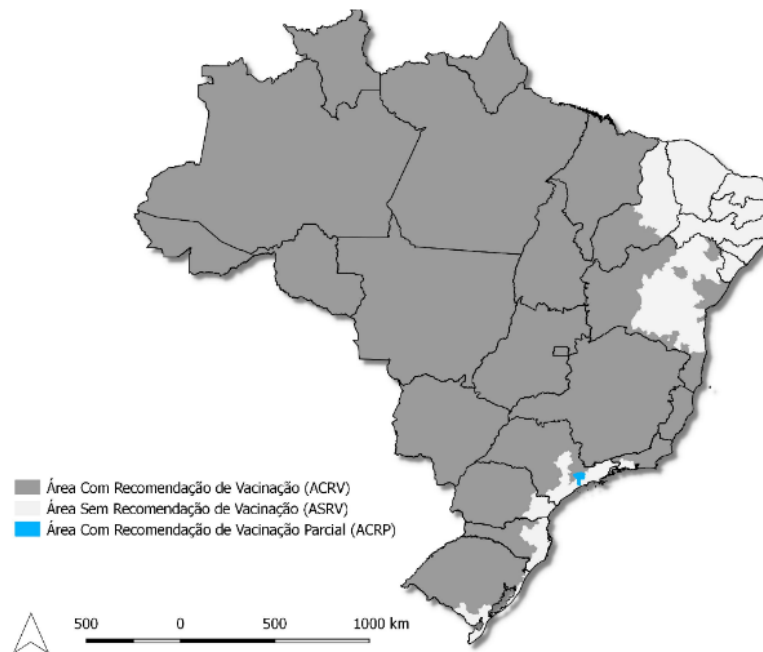 Área Com Recomendação de Vacinação (ACRV)
Área Sem Recomendação de Vacinação (ASRV)
Área Com Recomendação de Vacinação Parcial (ACRP)
500 0 500 1000 km